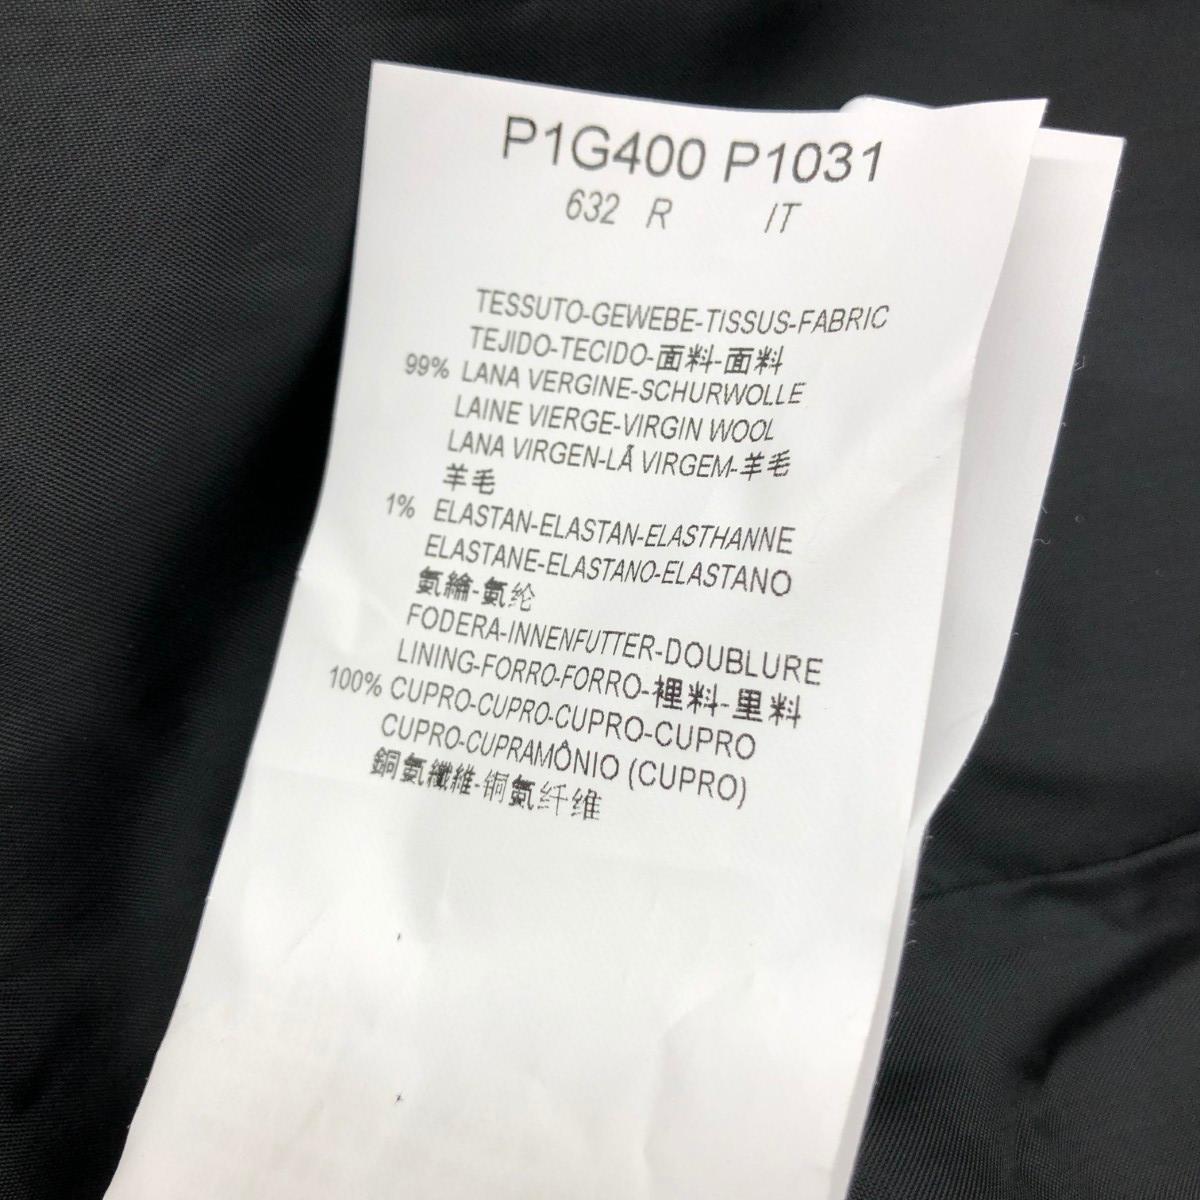 P1G400 P1031
632 R IT
TESSUTO-GEWEBE-TISSUS-FABRIC
TEJIDO-TECIDO-面料-面料
99% LANA VERGINE-SCHURWOLLE
LAINE VIERGE-VIRGIN WOOL
LANA VIRGEN-LÃ VIRGEM-羊毛
羊毛
1% ELASTAN-ELASTAN-ELASTHANNE
ELASTANE-ELASTANO-ELASTANO
氨綸-氨纶
FODERA-INNENFUTTER-DOUBLURE
LINING-FORRO-FORRO-裡料-里料
100% CUPRO-CUPRO-CUPRO-CUPRO
CUPRO-CUPRAMÔNIO (CUPRO)
銅氨纖維-铜氨纤维